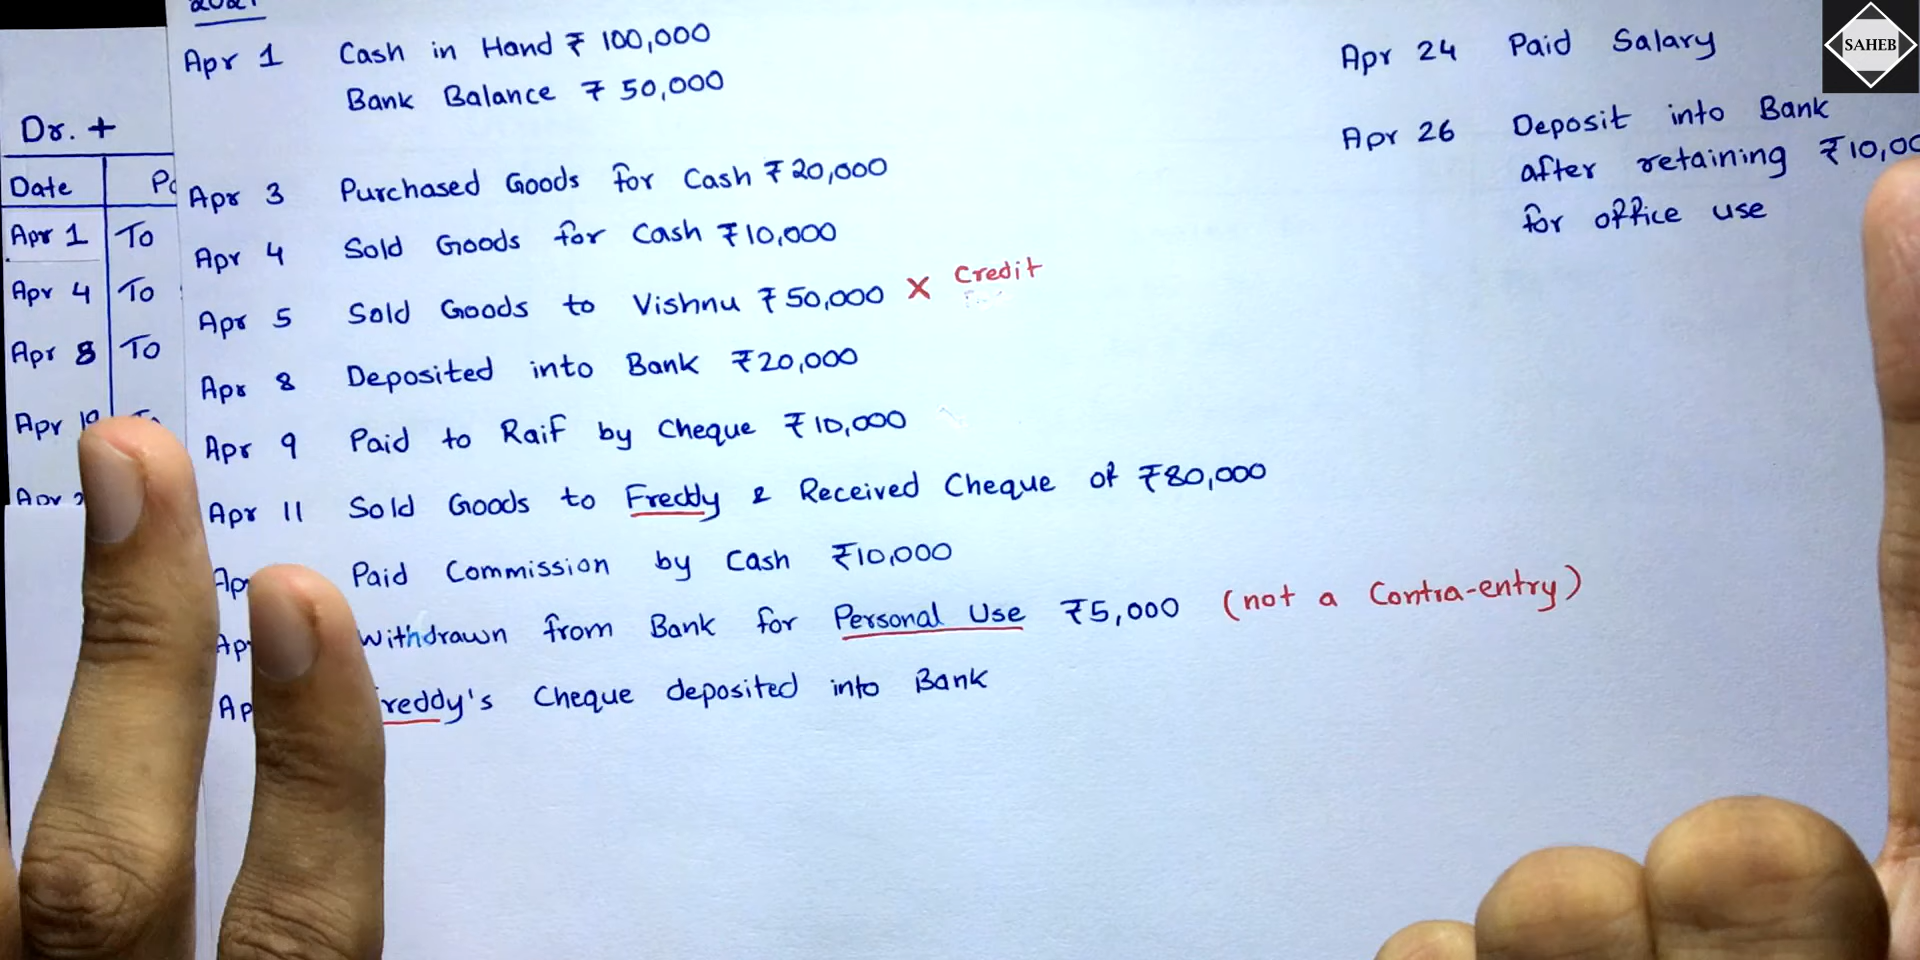 Dr. +
Date
Apr 1 To
Apr 4 To
Apr 8 To
Apr
Apr 1 Cash in Hand ₹ 100,000
Bank Balance ₹ 50,000
Apr 3 Purchased Goods for Cash ₹20,000
Apr 4 Sold Goods for Cash ₹10,000
Apr 5 Sold Goods to Vishnu ₹50,000 X Credit
Apr 8 Deposited into Bank ₹20,000
Apr 9 Paid to Raif by Cheque ₹10,000
Apr 11 Sold Goods to Freddy & Received Cheque of ₹80,000
Paid Commission by Cash ₹10,000
Withdrawn from Bank for Personal Use ₹5,000 (not a Contra-entry)
Cheque deposited into Bank
Apr 24 Paid Salary
Apr 26 Deposit into Bank
after retaining
for office use
SAHEB